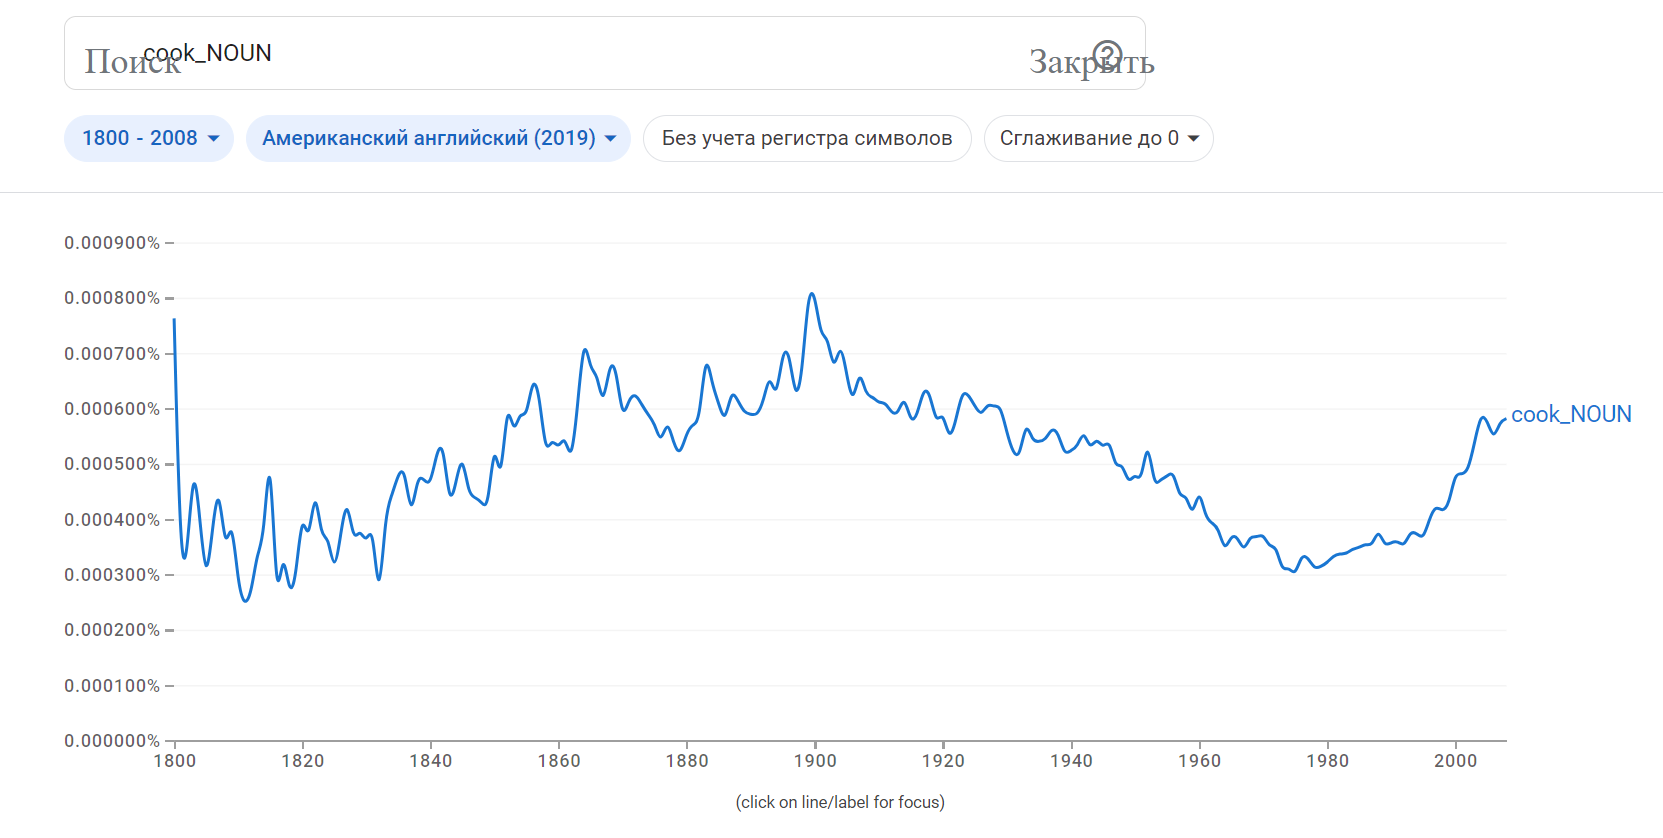 cook_NOUN
Поиск
Закрыть
1800 - 2008
Американский английский (2019)
Без учета регистра символов
Сглаживание до 0
0.000900%
0.000800%
0.000700%
0.000600%
0.000500%
0.000400%
0.000300%
0.000200%
0.000100%
0.000000%
cook_NOUN
1800 1820 1840 1860 1880 1900 1920 1940 1960 1980 2000
(click on line/label for focus)